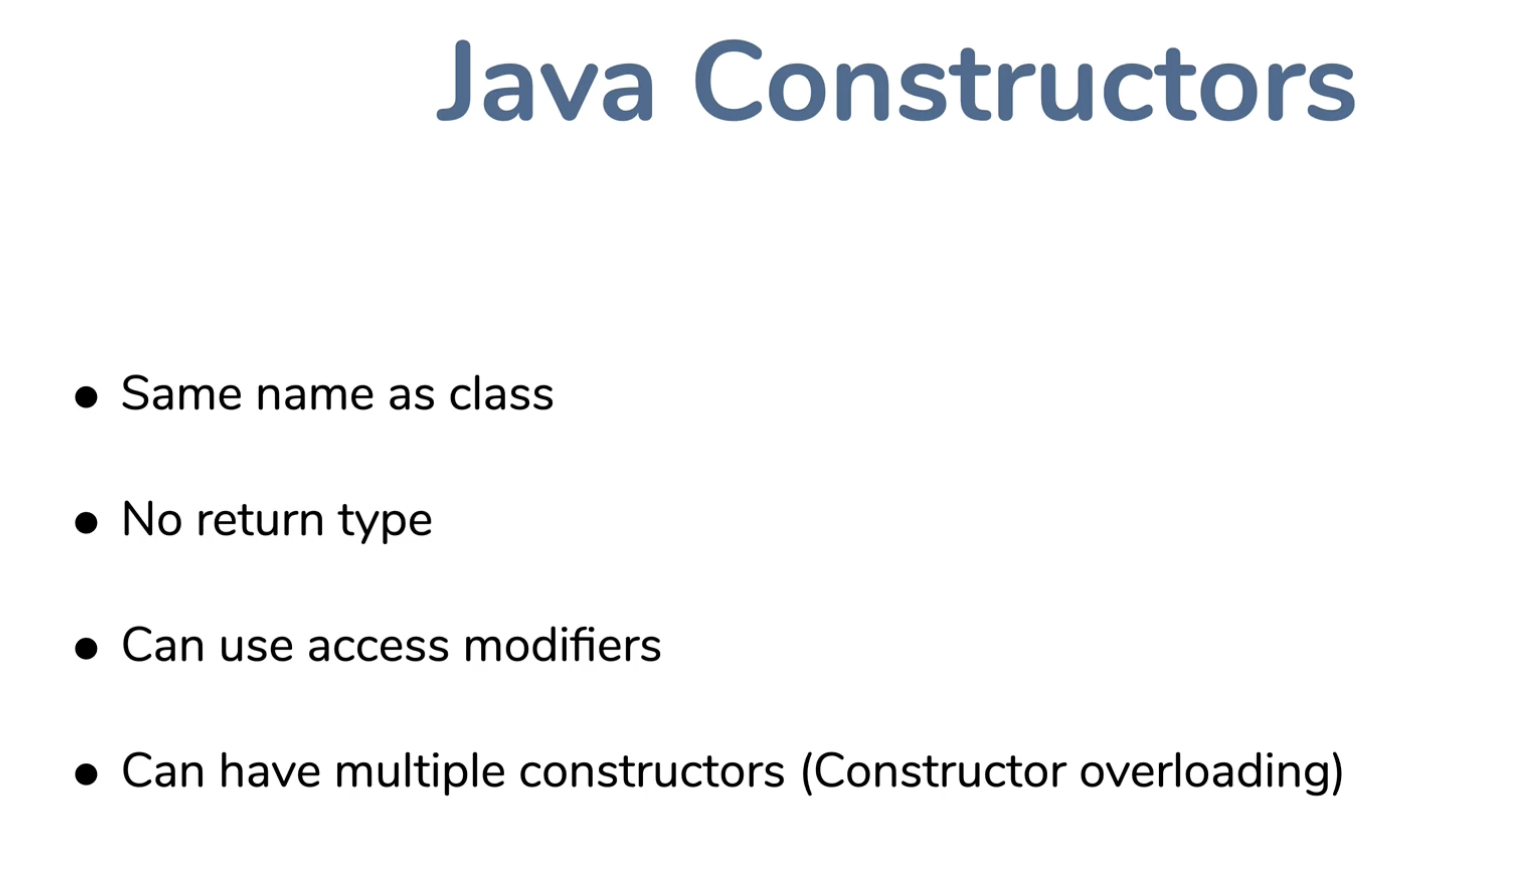 Java Constructors
● Same name as class
● No return type
● Can use access modifiers
● Can have multiple constructors (Constructor overloading)